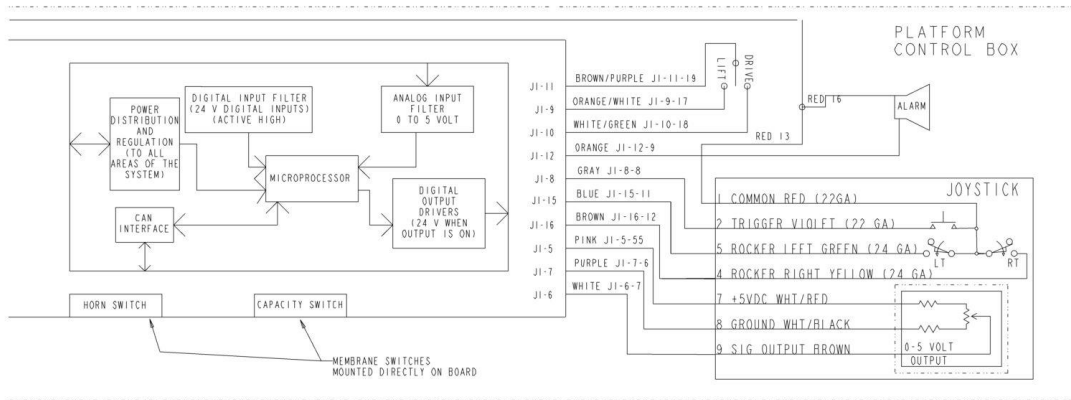 PLATFORM
CONTROL BOX
POWER
DISTRIBUTION
AND
REGULATION
(TO ALL
AREAS OF THE
SYSTEM)
DIGITAL INPUT FILTER
(24 V DIGITAL INPUTS)
(ACTIVE HIGH)
ANALOG INPUT
FILTER
0 TO 5 VOLT
MICROPROCESSOR
CAN
INTERFACE
DIGITAL
OUTPUT
DRIVERS
(24 V WHEN
OUTPUT IS ON)
HORN SWITCH
CAPACITY SWITCH
MEMBRANE SWITCHES
MOUNTED DIRECTLY ON BOARD
J1-11
J1-9
J1-10
J1-12
J1-8
J1-15
J1-16
J1-5
J1-7
J1-6
BROWN/PURPLE J1-11-19
ORANGE/WHITE J1-9-17
WHITE/GREEN J1-10-18
ORANGE J1-12-9
GRAY J1-8-8
BLUE J1-15-11
BROWN J1-16-12
PINK J1-5-55
PURPLE J1-7-6
WHITE J1-6-7
LIFT
DRIVE
RED 16
RED 13
ALARM
JOYSTICK
1 COMMON RED (22GA)
2 TRIGGER VIOLET (22 GA)
5 ROCKER LEFT GREEN (24 GA)
LT
RT
4 ROCKER RIGHT YELLOW (24 GA)
7 +5VDC WHT/RED
8 GROUND WHT/BLACK
9 SIG OUTPUT BROWN
0-5 VOLT
OUTPUT